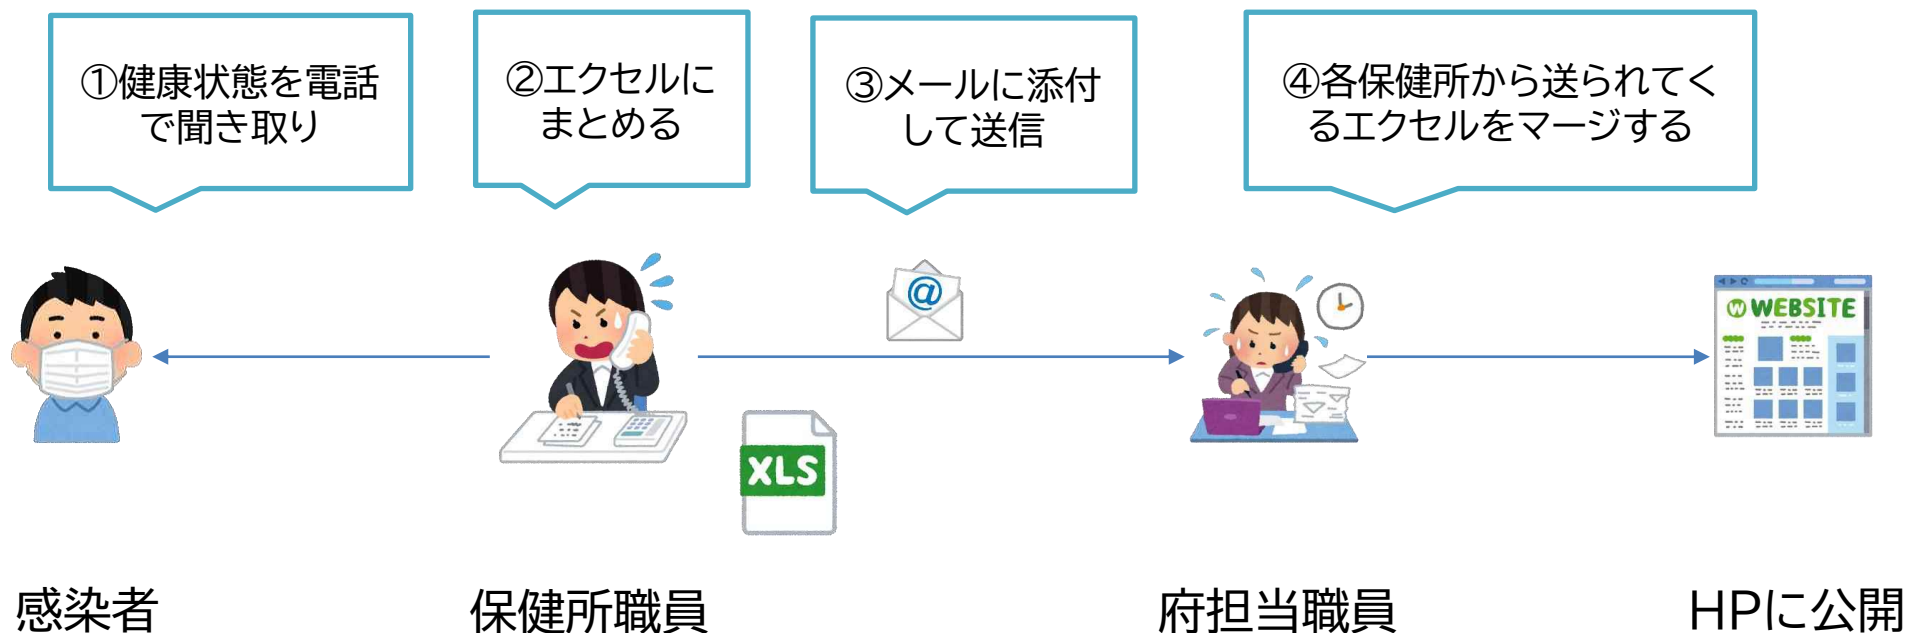 ①健康状態を電話
で聞き取り
②エクセルに
まとめる
③メールに添付
して送信
④各保健所から送られてく
るエクセルをマージする
@
XLS
W WEBSITE
感染者
保健所職員
府担当職員
HPに公開